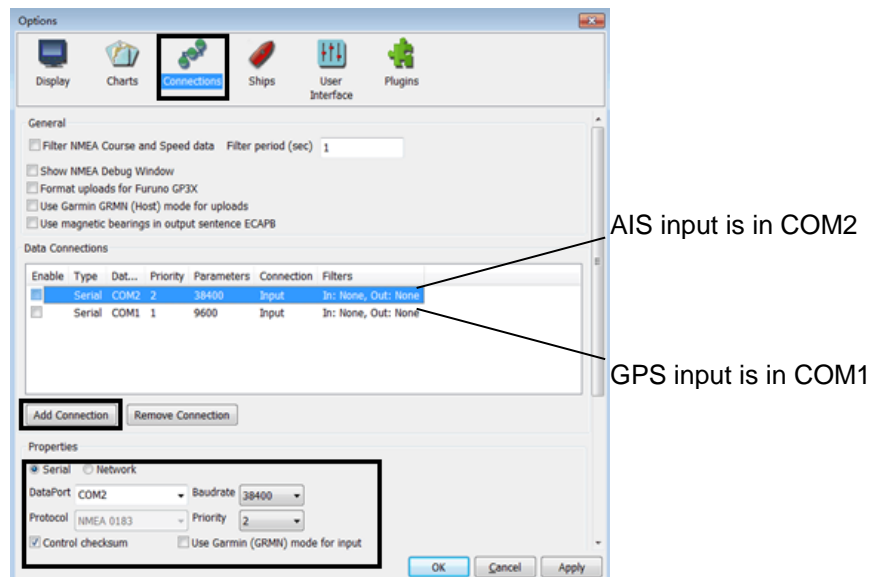 Options
Display Charts Connections Ships User Interface Plugins
General
Filter NMEA Course and Speed data Filter period (sec) 1
Show NMEA Debug Window
Format uploads for Furuno GP3X
Use Garmin GRMN (Host) mode for uploads
Use magnetic bearings in output sentence ECAPB
AIS input is in COM2
Data Connections
Enable Type Dat... Priority Parameters Connection Filters
Serial COM2 2 38400 Input In: None, Out: None
Serial COM1 1 9600 Input In: None, Out: None
GPS input is in COM1
Add Connection Remove Connection
Properties
Serial Network
DataPort COM2 Baudrate 38400
Protocol NMEA 0183 Priority 2
Control checksum Use Garmin (GRMN) mode for input
OK Cancel Apply